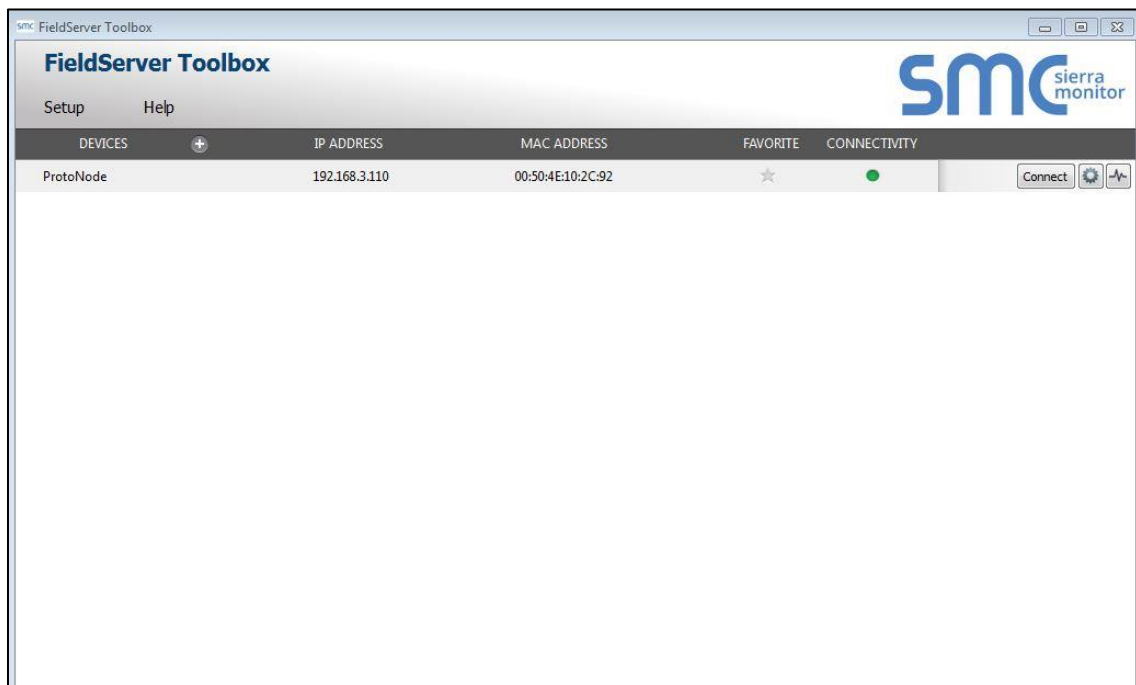 smc FieldServer Toolbox
FieldServer Toolbox
smc sierra monitor
Setup Help
DEVICES IP ADDRESS MAC ADDRESS FAVORITE CONNECTIVITY
ProtoNode 192.168.3.110 00:50:4E:10:2C:92 Connect